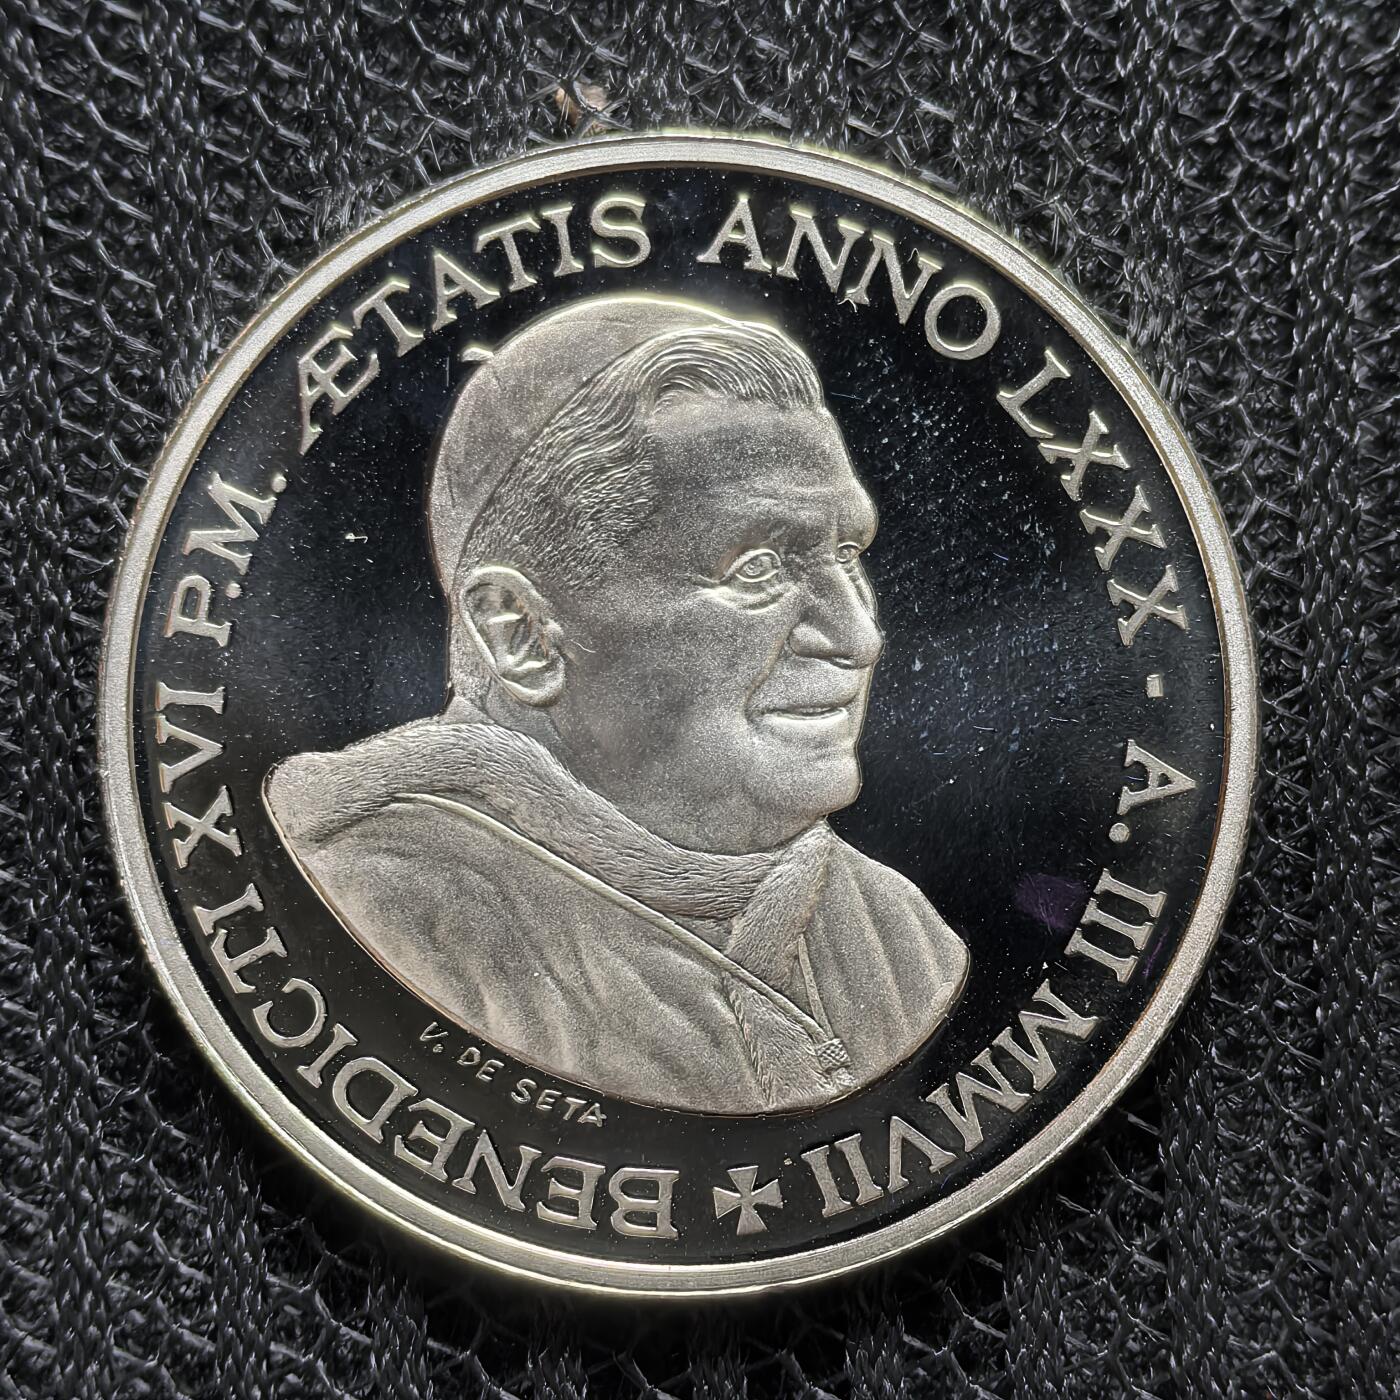 BENEDICTI XVI P.M. ÆTATIS ANNO LXXX · A. III MMVII ✠
V. DE SETA